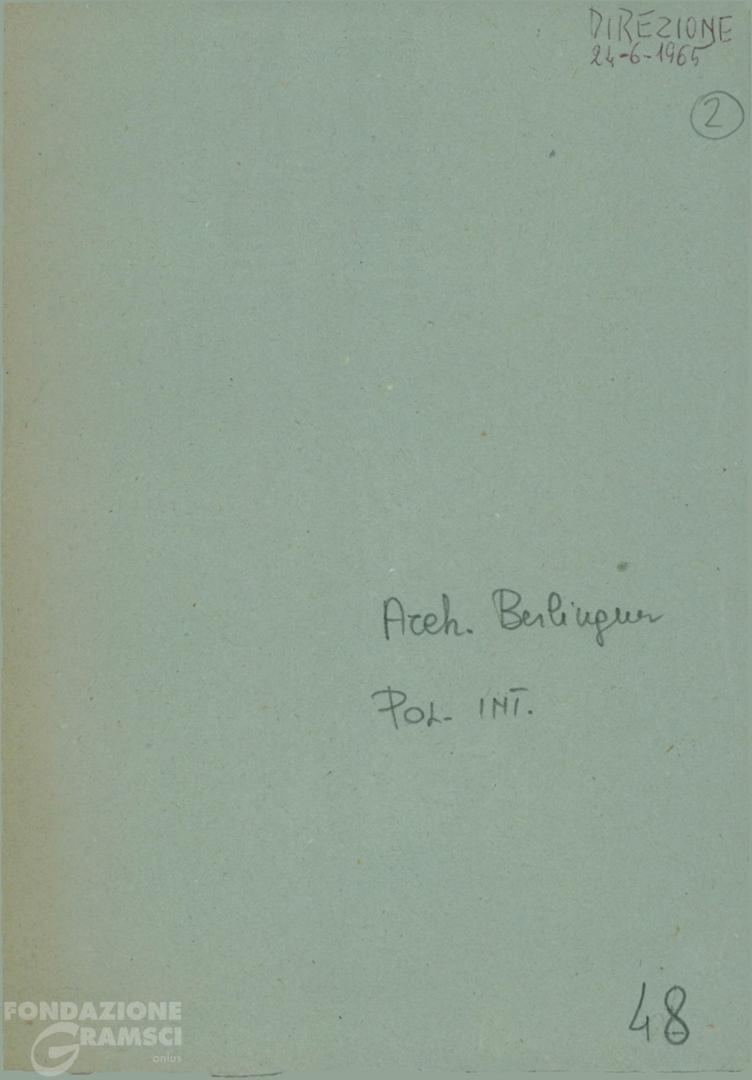 DIREZIONE
24-6-1965
2
Arch. Berlinguer
POL. INT.
48
FONDAZIONE
GRAMSCI
onlus